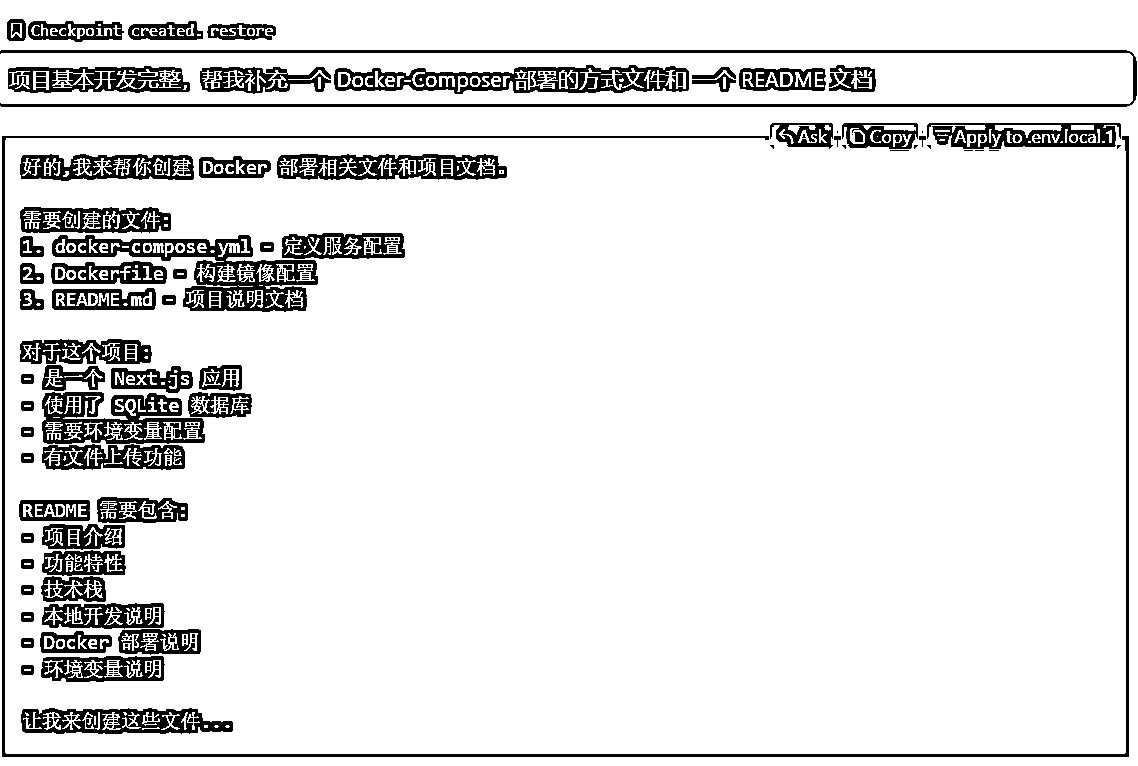 Checkpoint created. restore
项目基本开发完整，帮我补充一个 Docker-Composer 部署的方式文件和 一个 README 文档
Ask Copy Apply to .env.local.1
好的,我来帮你创建 Docker 部署相关文件和项目文档.
需要创建的文件:
1. docker-compose.yml - 定义服务配置
2. Dockerfile - 构建镜像配置
3. README.md - 项目说明文档
对于这个项目:
- 是一个 Next.js 应用
- 使用了 SQLite 数据库
- 需要环境变量配置
- 有文件上传功能
README 需要包含:
- 项目介绍
- 功能特性
- 技术栈
- 本地开发说明
- Docker 部署说明
- 环境变量说明
让我来创建这些文件...